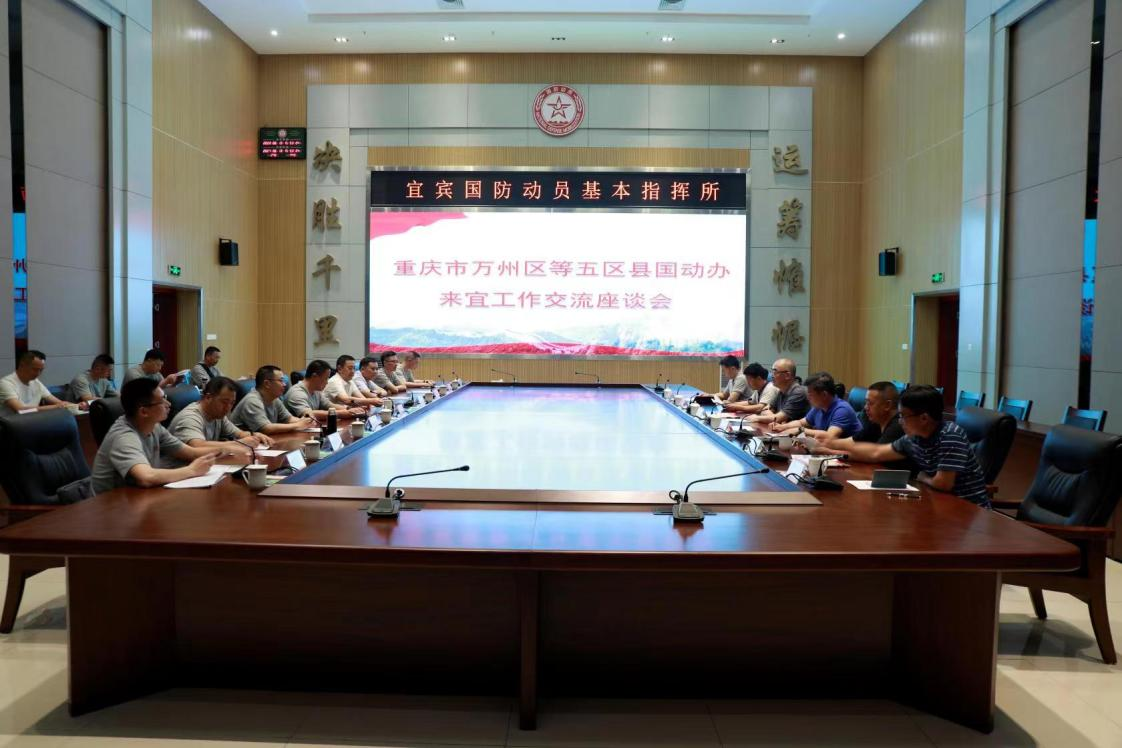 宜宾国防动员基本指挥所
重庆市万州区等五区县国动办
来宜工作交流座谈会
运筹帷幄
决胜千里